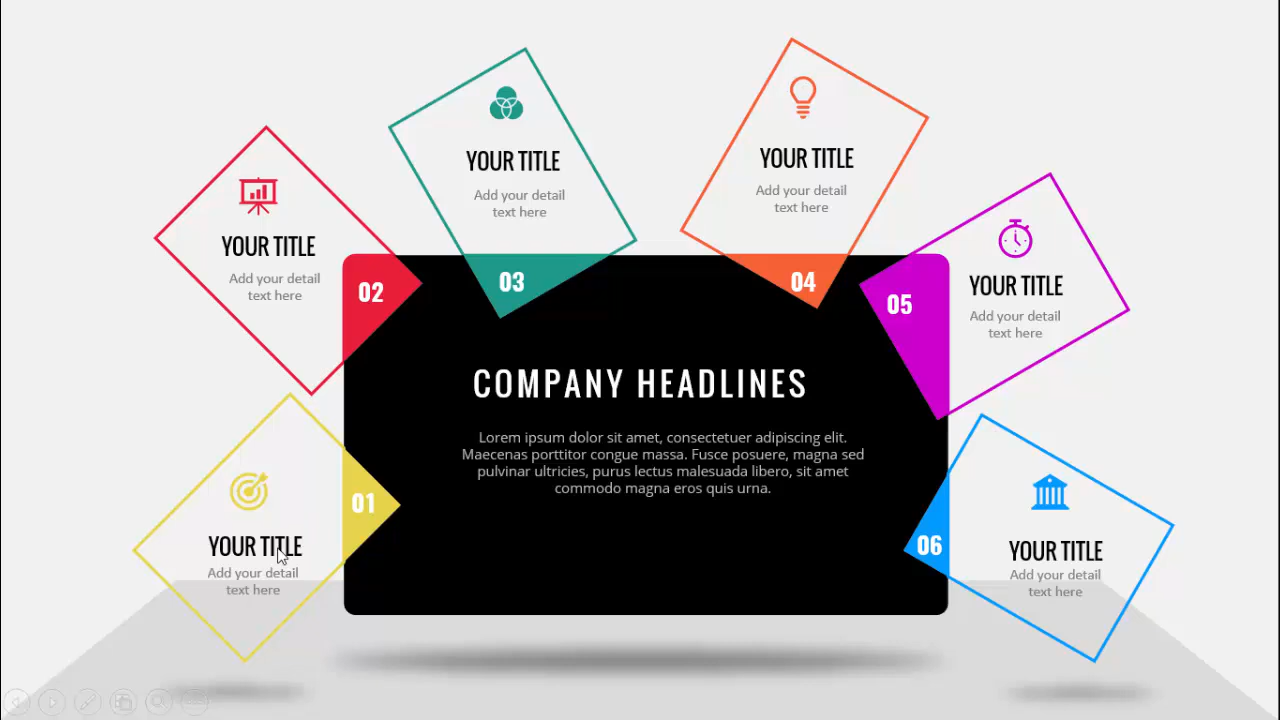 YOUR TITLE
Add your detail
text here
01
YOUR TITLE
Add your detail
text here
02
YOUR TITLE
Add your detail
text here
03
YOUR TITLE
Add your detail
text here
04
YOUR TITLE
Add your detail
text here
05
YOUR TITLE
Add your detail
text here
06
COMPANY HEADLINES
Lorem ipsum dolor sit amet, consectetuer adipiscing elit.
Maecenas porttitor congue massa. Fusce posuere, magna sed
pulvinar ultricies, purus lectus malesuada libero, sit amet
commodo magna eros quis urna.